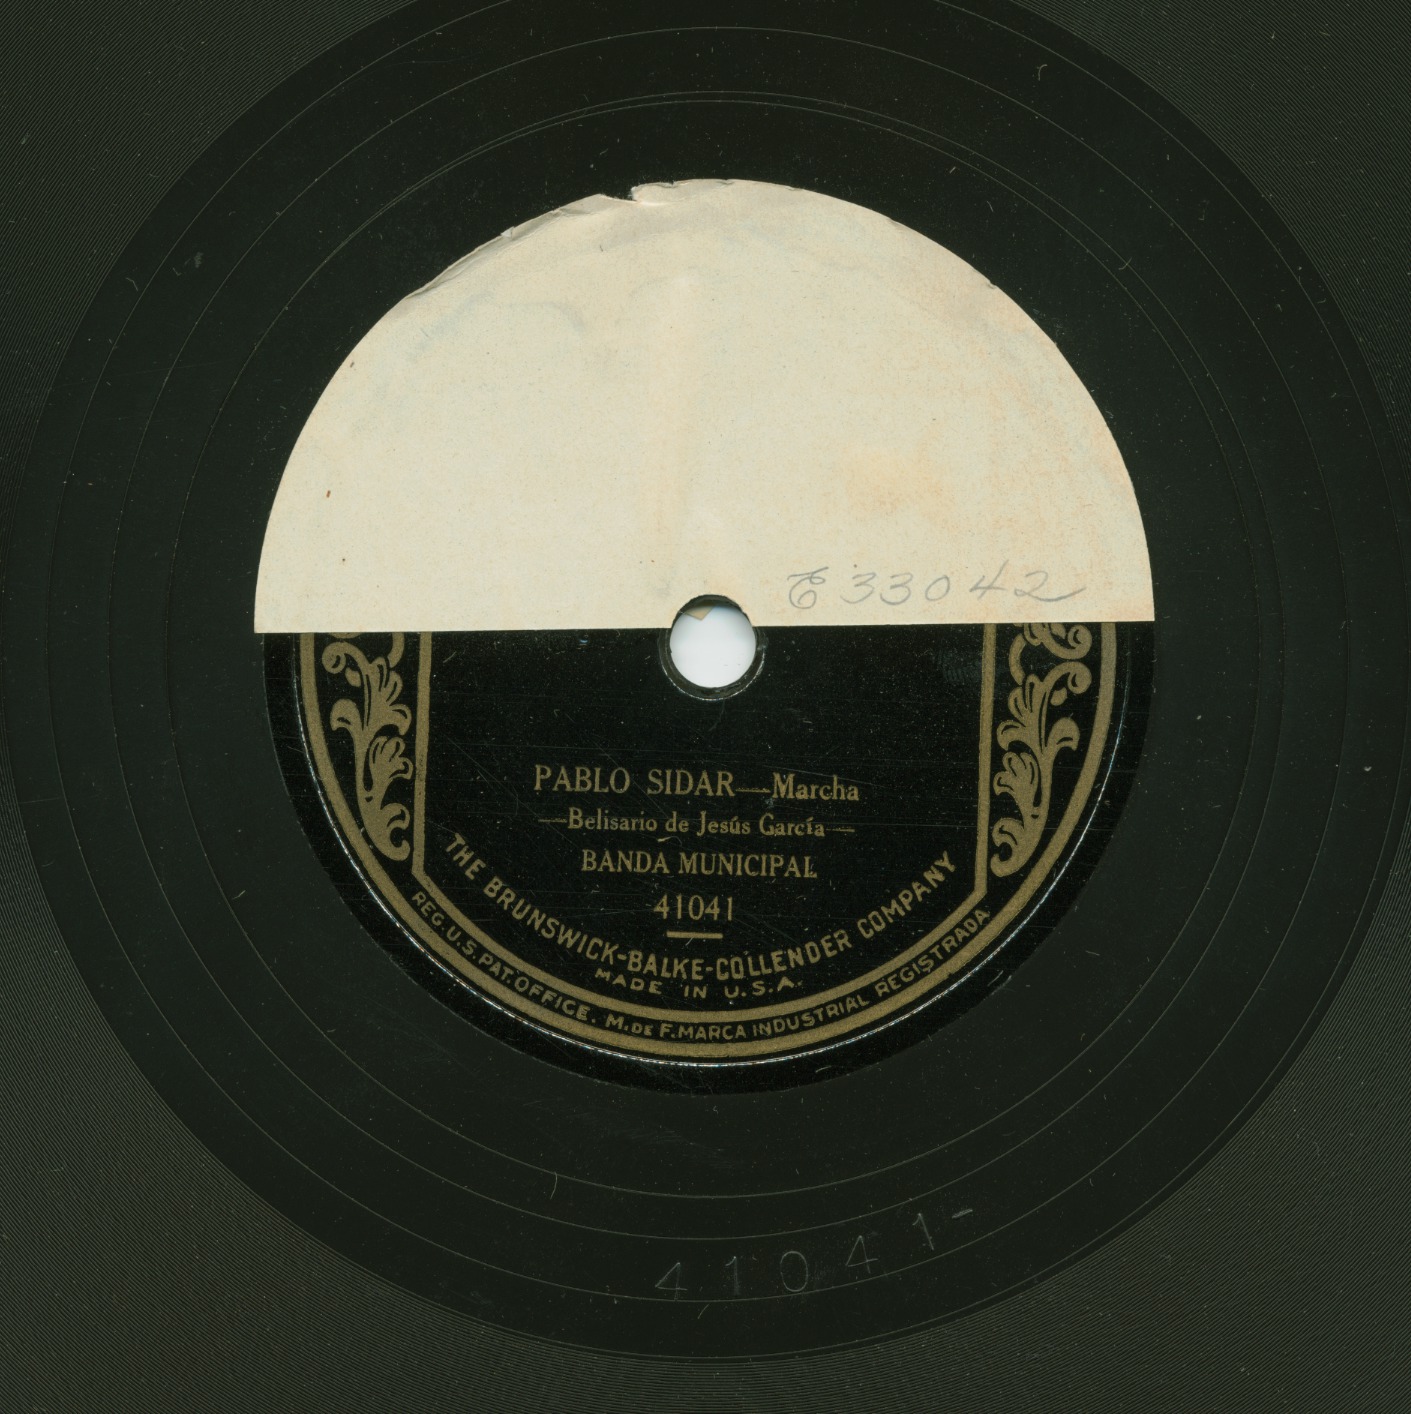 E 33042
PABLO SIDAR—Marcha
—Belisario de Jesús García—
BANDA MUNICIPAL
41041
THE BRUNSWICK-BALKE-COLLENDER COMPANY
MADE IN U.S.A.
REG. U.S. PAT. OFFICE. M. DE F. MARCA INDUSTRIAL REGISTRADA
41041-